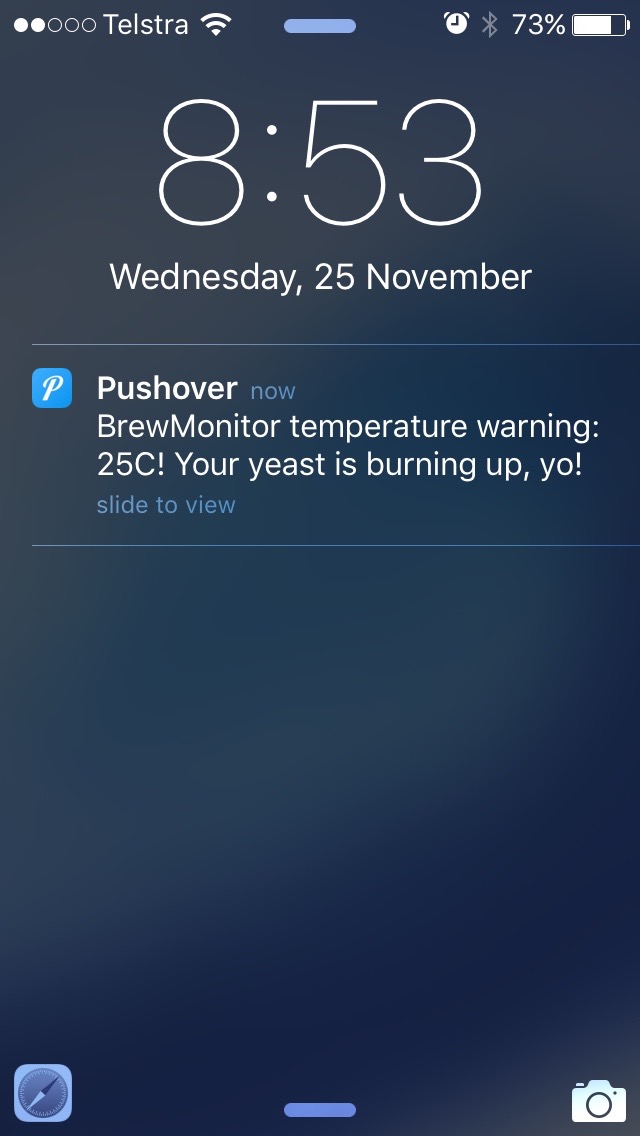 Telstra 73%
8:53
Wednesday, 25 November
Pushover now
BrewMonitor temperature warning:
25C! Your yeast is burning up, yo!
slide to view